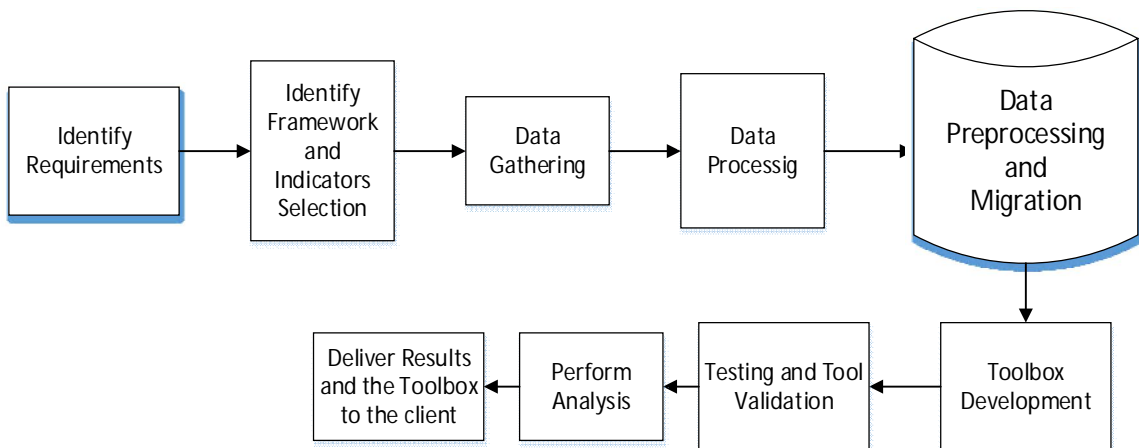 Identify
Requirements
Identify
Framework
and
Indicators
Selection
Data
Gathering
Data
Processig
Data
Preprocessing
and
Migration
Toolbox
Development
Testing and Tool
Validation
Perform
Analysis
Deliver Results
and the Toolbox
to the client